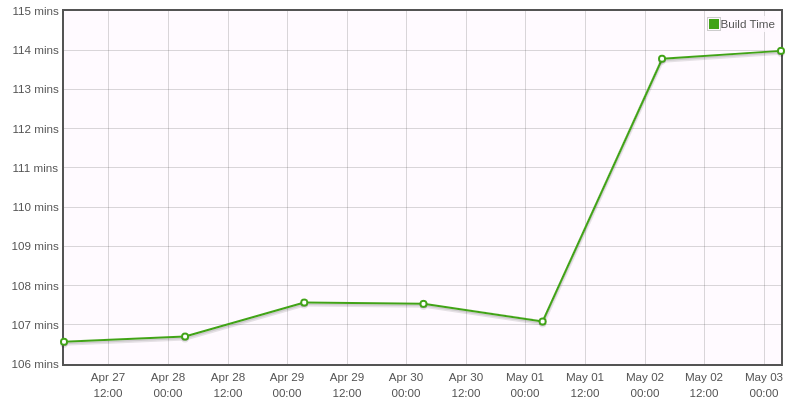 115 mins
Build Time
114 mins
113 mins
112 mins
111 mins
110 mins
109 mins
108 mins
107 mins
106 mins
Apr 27 Apr 28 Apr 28 Apr 29 Apr 29 Apr 30 Apr 30 May 01 May 01 May 02 May 02 May 03
12:00 00:00 12:00 00:00 12:00 00:00 12:00 00:00 12:00 00:00 12:00 00:00